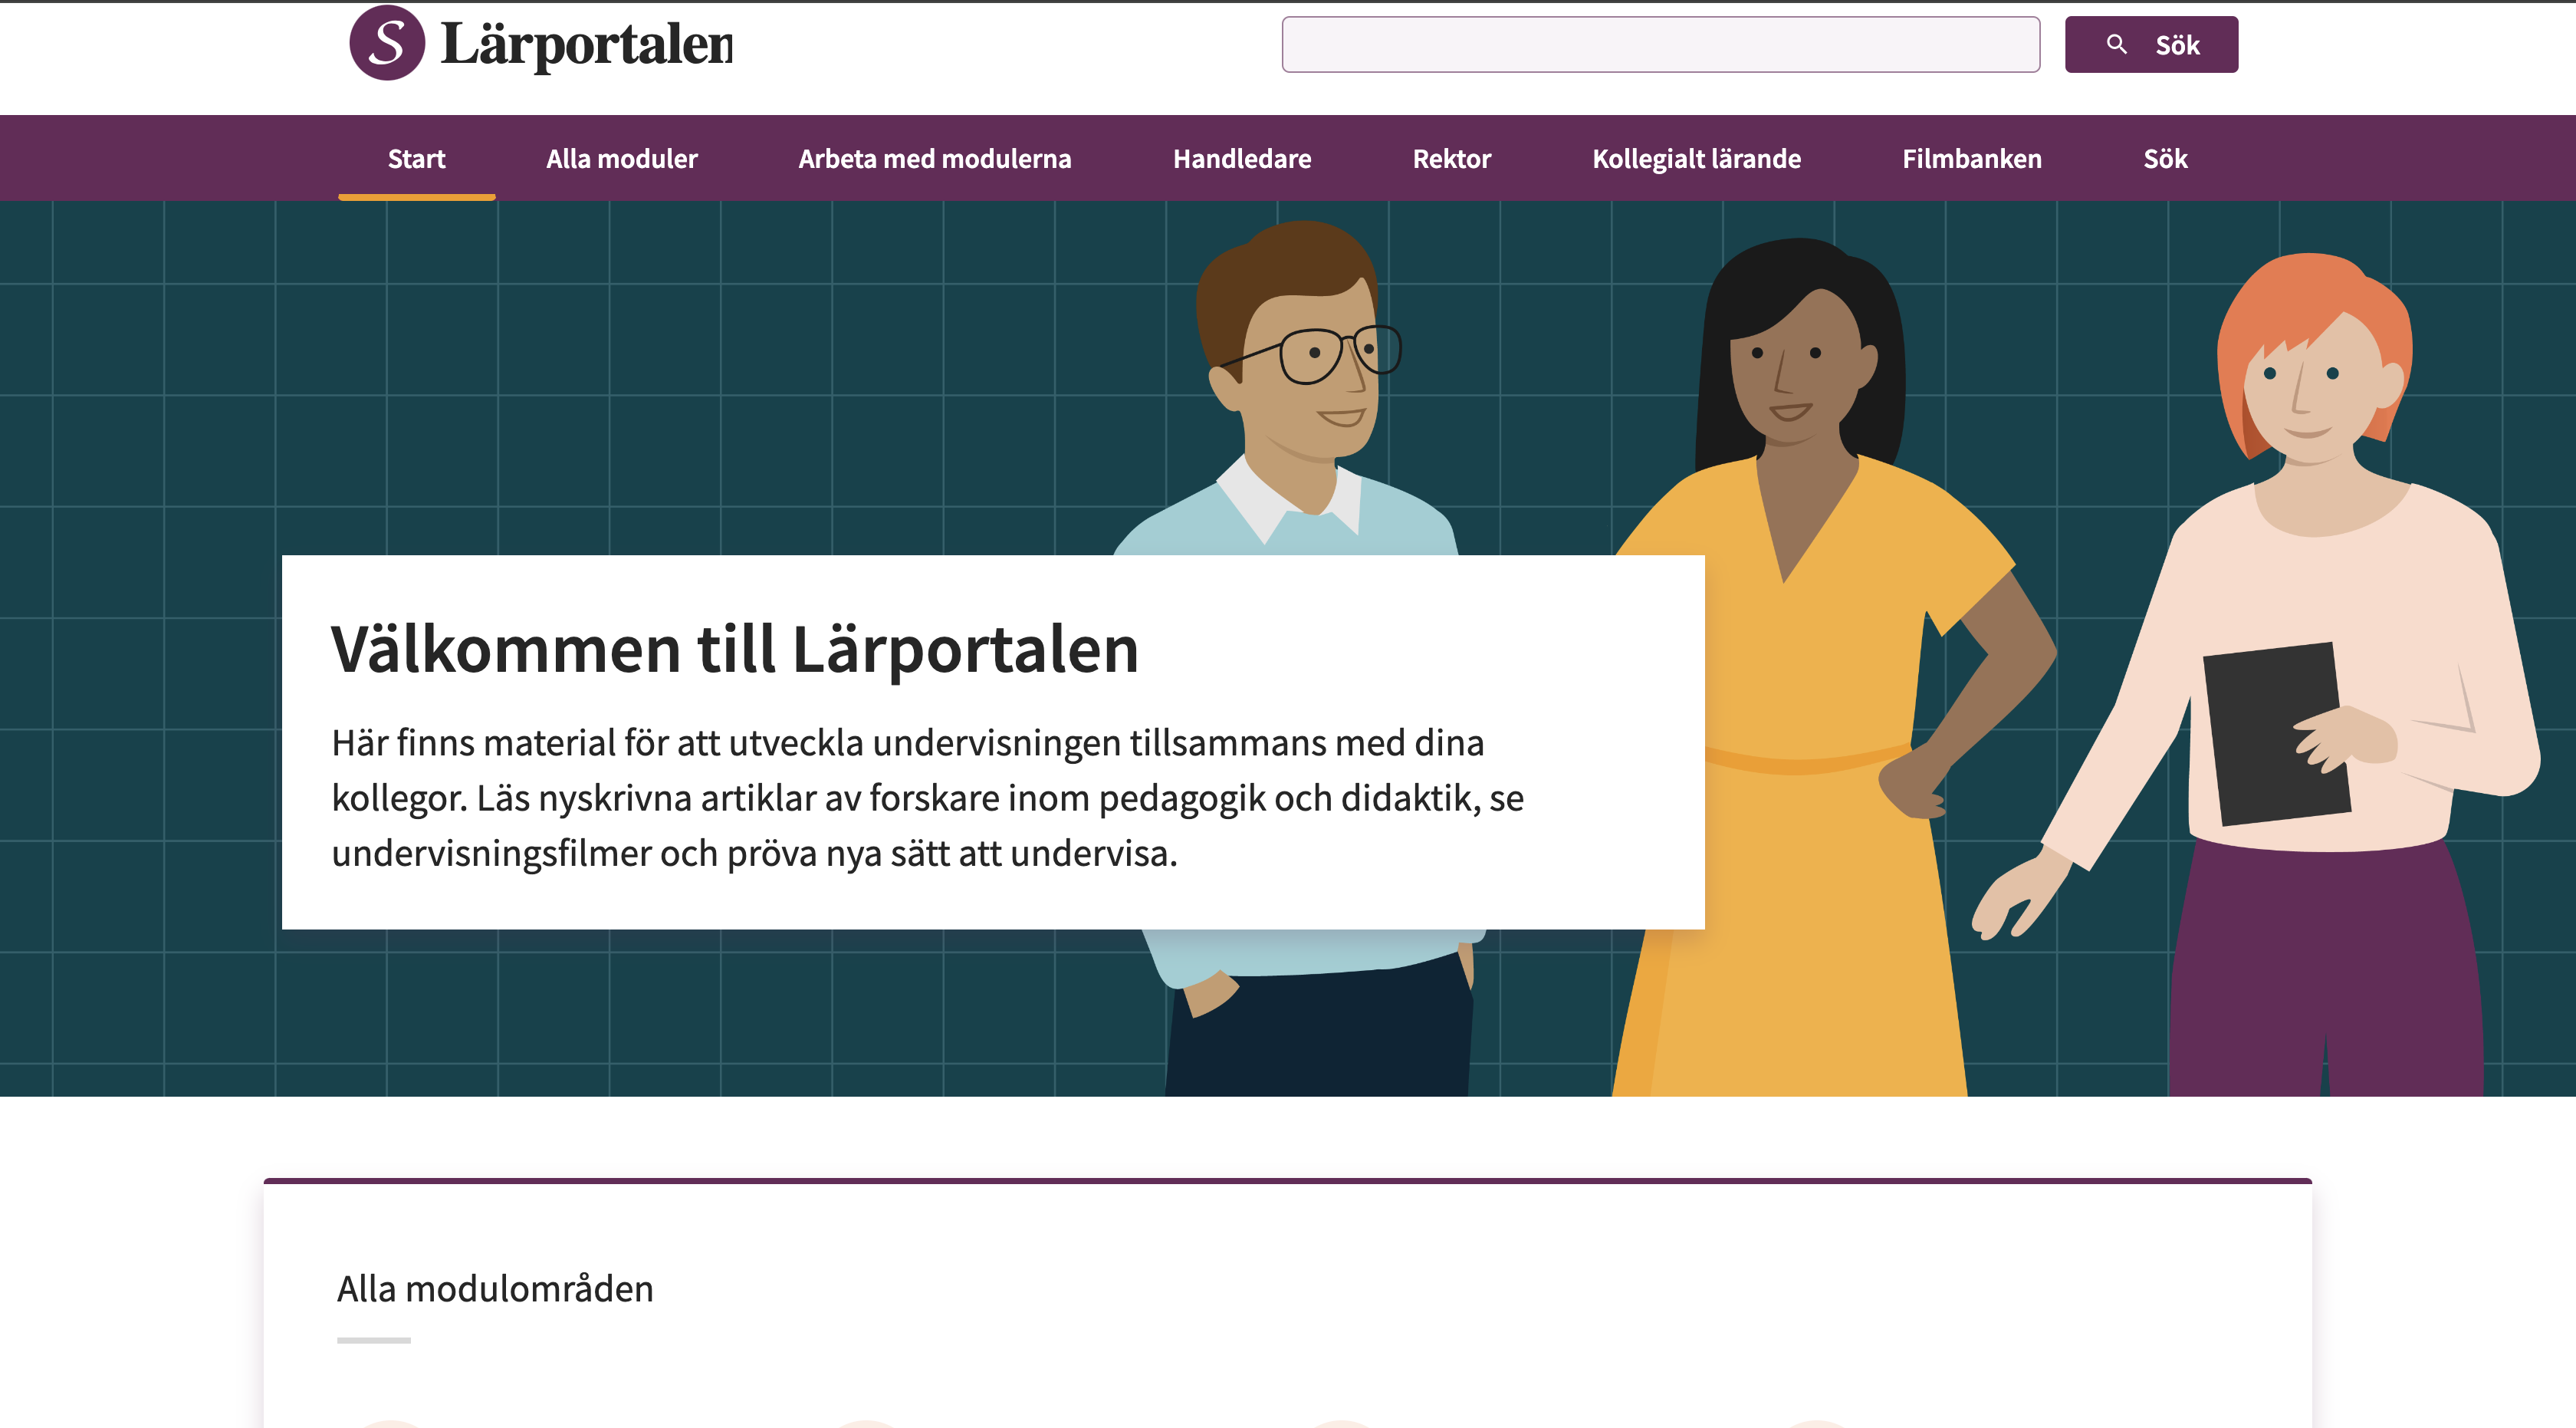 S Lärportalen
Sök
Start Alla moduler Arbeta med modulerna Handledare Rektor Kollegialt lärande Filmbanken Sök
Välkommen till Lärportalen
Här finns material för att utveckla undervisningen tillsammans med dina
kollegor. Läs nyskrivna artiklar av forskare inom pedagogik och didaktik, se
undervisningsfilmer och pröva nya sätt att undervisa.
Alla modulområden